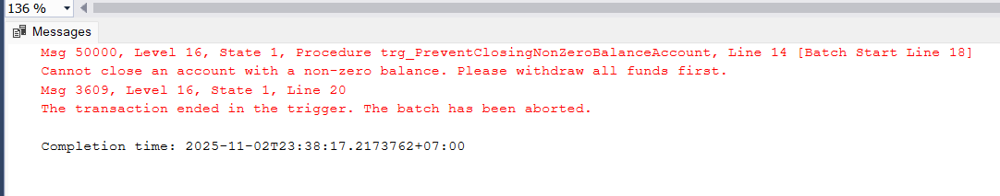 136 %
Messages
Msg 50000, Level 16, State 1, Procedure trg_PreventClosingNonZeroBalanceAccount, Line 14 [Batch Start Line 18]
Cannot close an account with a non-zero balance. Please withdraw all funds first.
Msg 3609, Level 16, State 1, Line 20
The transaction ended in the trigger. The batch has been aborted.
Completion time: 2025-11-02T23:38:17.2173762+07:00